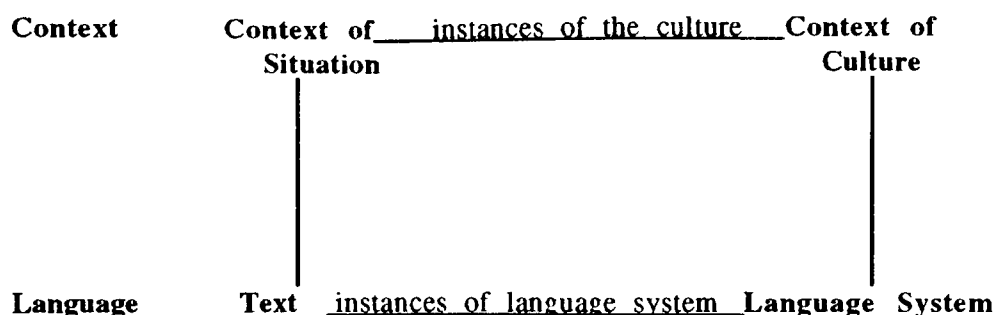 Context Context of instances of the culture Context of
Situation Culture
Language Text instances of language system Language System